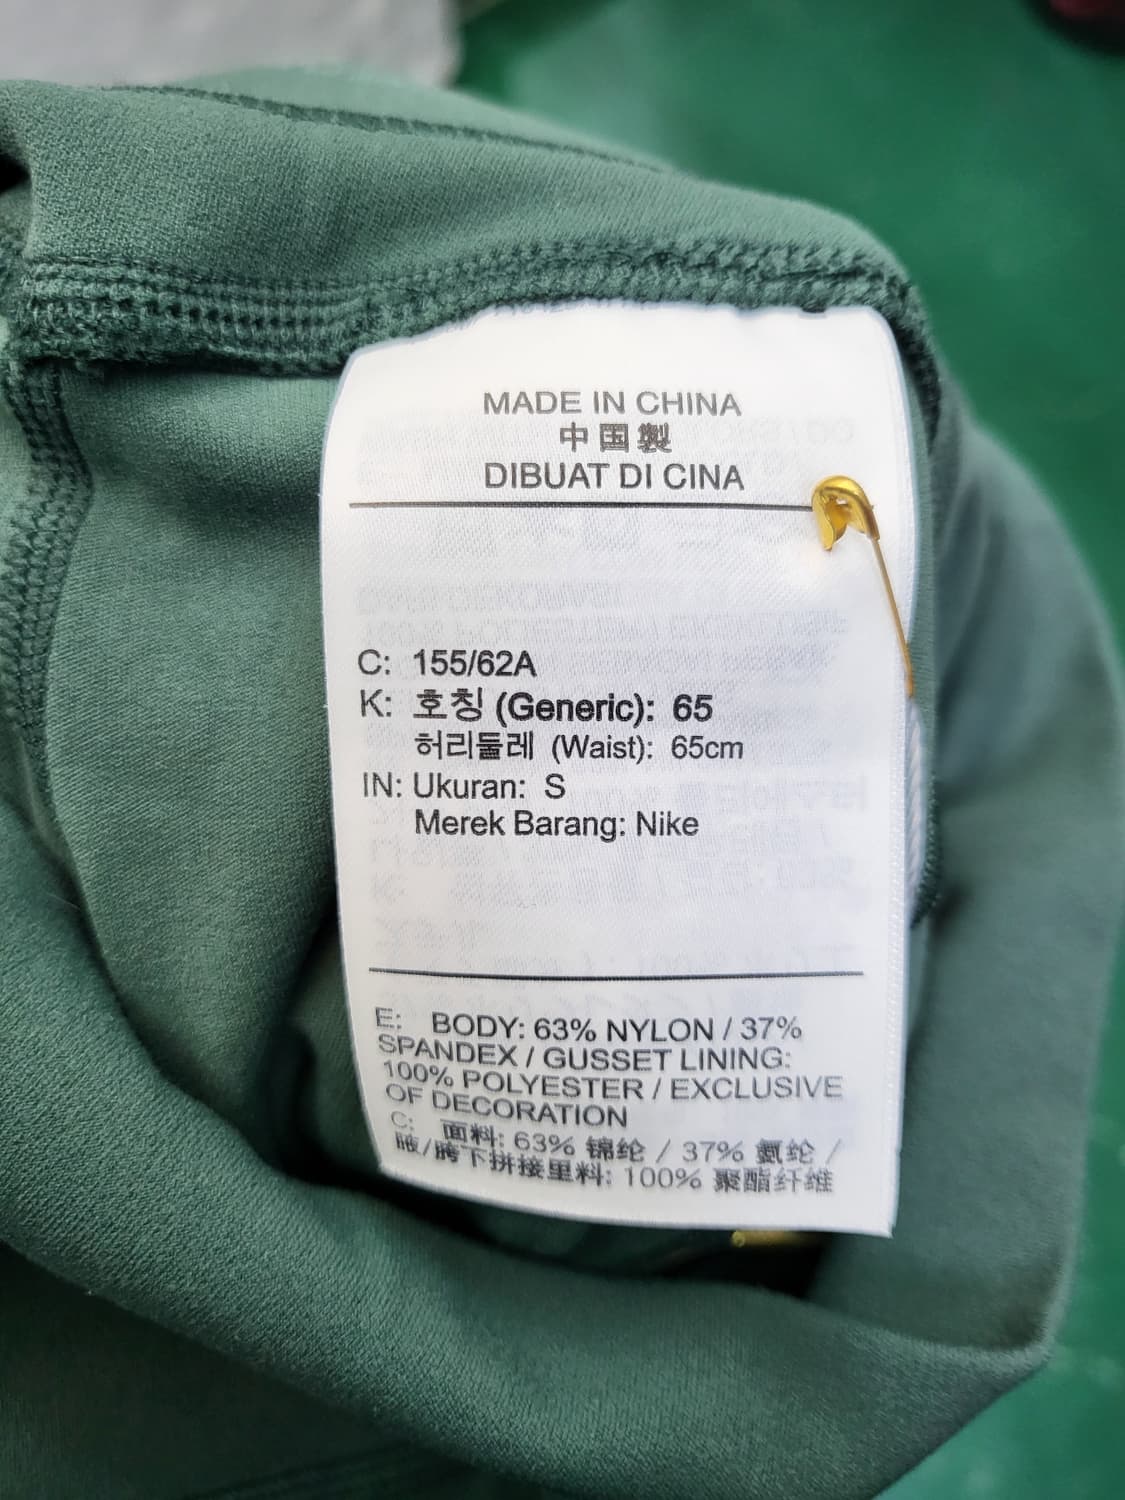 MADE IN CHINA
中国製
DIBUAT DI CINA
C: 155/62A
K: 호칭 (Generic): 65
허리둘레 (Waist): 65cm
IN: Ukuran: S
Merek Barang: Nike
E: BODY: 63% NYLON / 37%
SPANDEX / GUSSET LINING:
100% POLYESTER / EXCLUSIVE
OF DECORATION
C: 面料: 63% 锦纶 / 37% 氨纶 /
腋/胯下拼接里料: 100% 聚酯纤维